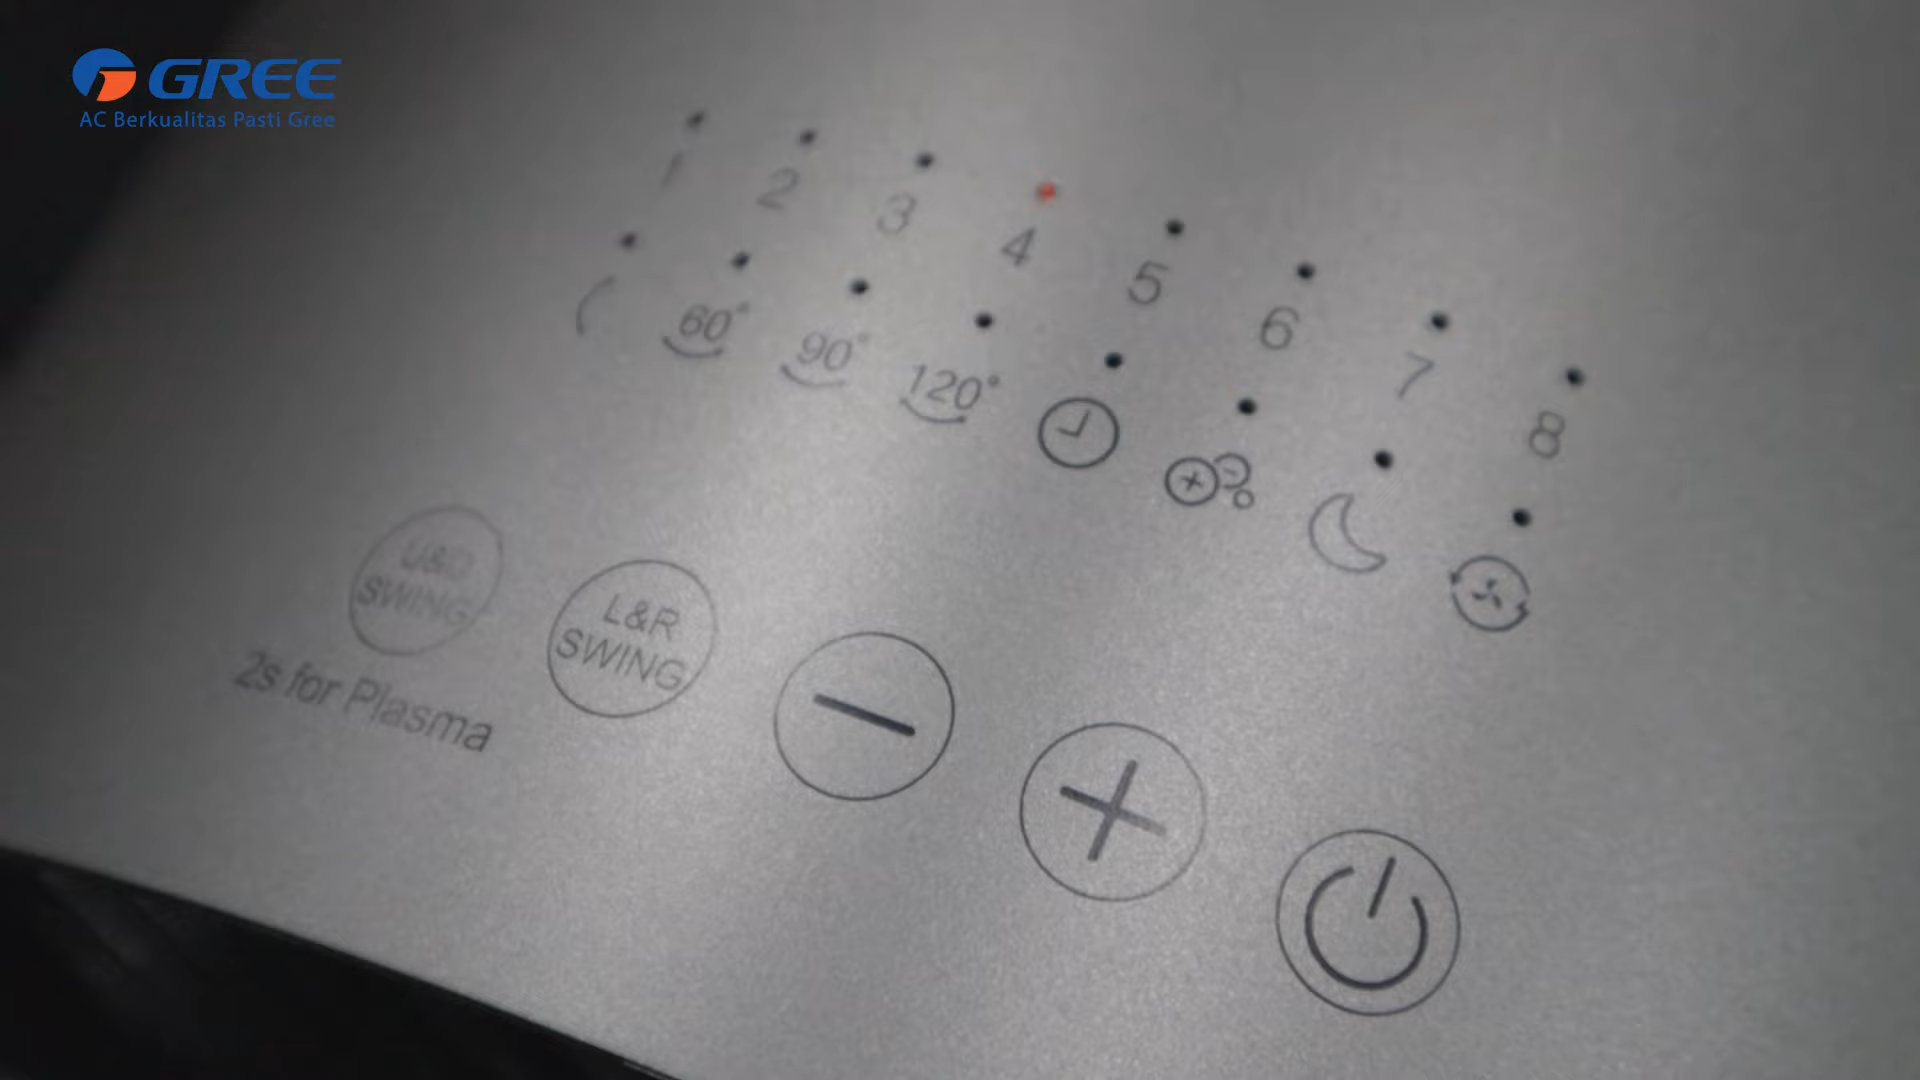 GREE
AC Berkualitas Pasti Gree
1 2 3 4 5 6 7 8
60° 90° 120°
U&D
SWING
L&R
SWING
2s for Plasma